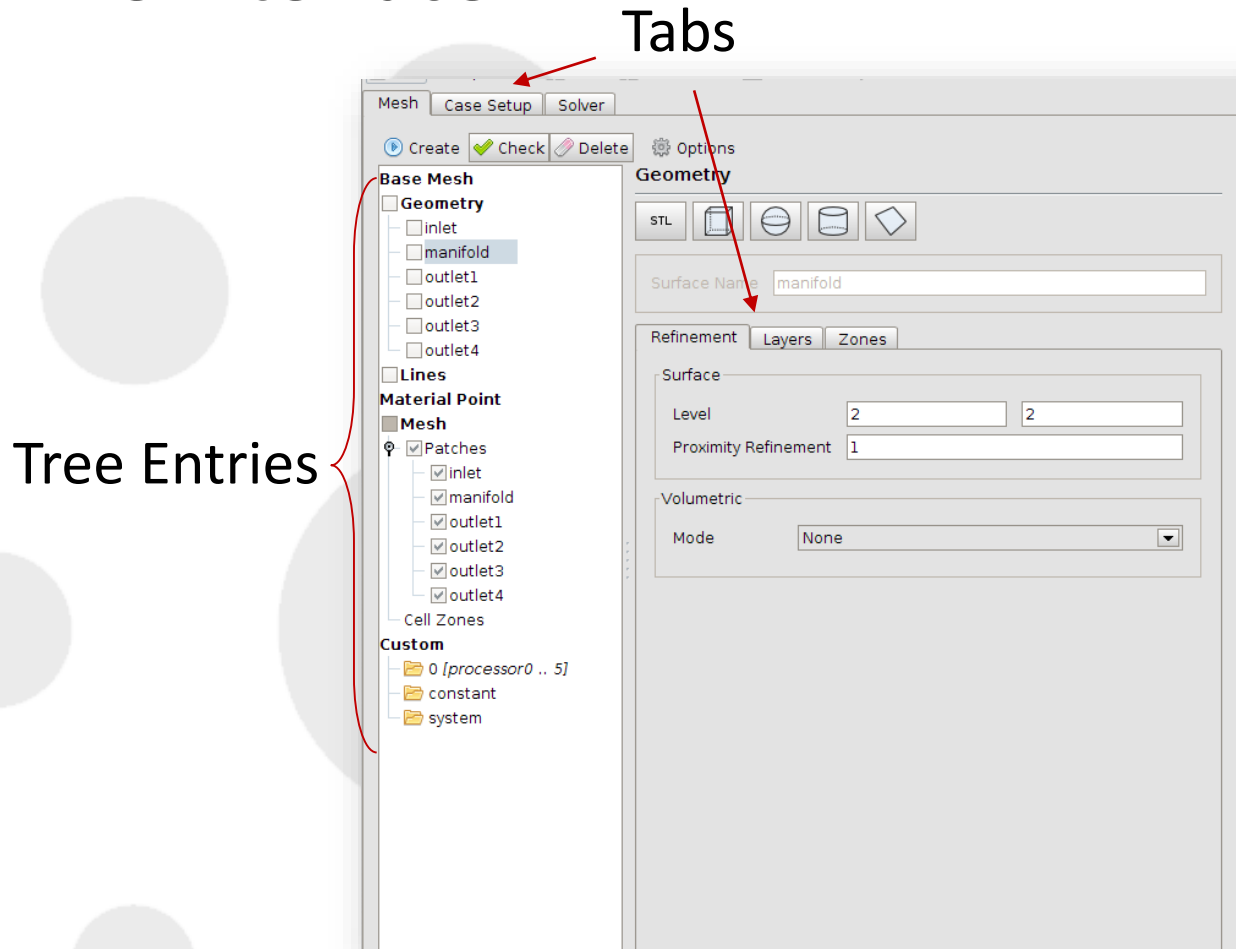 Tabs
Mesh Case Setup Solver
Create Check Delete Options
Base Mesh
Geometry
inlet
manifold
outlet1
outlet2
outlet3
outlet4
Lines
Material Point
Mesh
Patches
inlet
manifold
outlet1
outlet2
outlet3
outlet4
Cell Zones
Custom
0 [processor0 .. 5]
constant
system
Tree Entries
Geometry
STL
Surface Name manifold
Refinement Layers Zones
Surface
Level 2 2
Proximity Refinement 1
Volumetric
Mode None